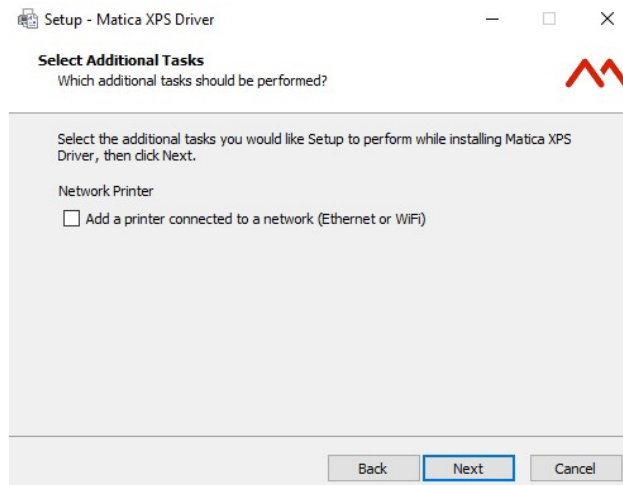 Setup - Matica XPS Driver
Select Additional Tasks
Which additional tasks should be performed?
Select the additional tasks you would like Setup to perform while installing Matica XPS
Driver, then click Next.
Network Printer
Add a printer connected to a network (Ethernet or WiFi)
Back Next Cancel